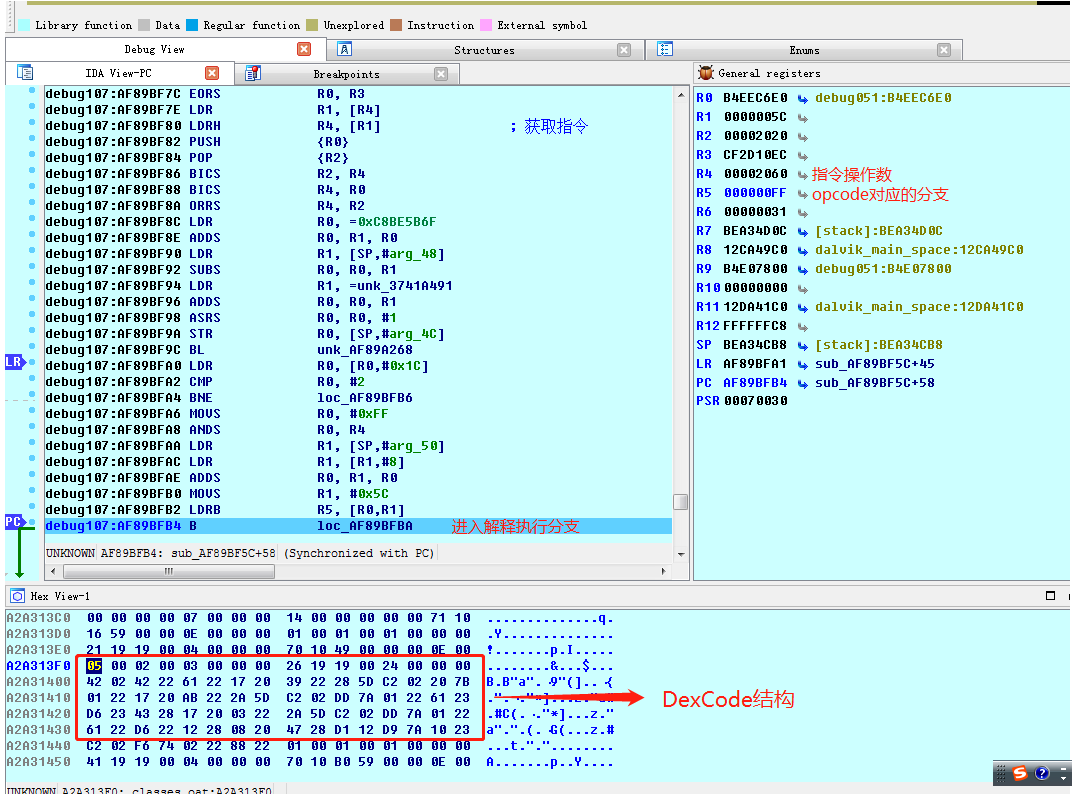 Library function Data Regular function Unexplored Instruction External symbol
Debug View Structures Enums
IDA View-PC Breakpoints General registers
debug107:AF89BF7C EORS R0, R3
debug107:AF89BF7E LDR R1, [R4]
debug107:AF89BF80 LDRH R4, [R1] ; 获取指令
debug107:AF89BF82 PUSH {R0}
debug107:AF89BF84 POP {R2}
debug107:AF89BF86 BICS R2, R4
debug107:AF89BF88 BICS R4, R0
debug107:AF89BF8A ORRS R4, R2
debug107:AF89BF8C LDR R0, =0xC8BE5B6F
debug107:AF89BF8E ADDS R0, R1, R0
debug107:AF89BF90 LDR R1, [SP,#arg_48]
debug107:AF89BF92 SUBS R0, R0, R1
debug107:AF89BF94 LDR R1, =unk_3741A491
debug107:AF89BF96 ADDS R0, R0, R1
debug107:AF89BF98 ASRS R0, R0, #1
debug107:AF89BF9A STR R0, [SP,#arg_4C]
debug107:AF89BF9C BL unk_AF89A268
LR
debug107:AF89BFA0 LDR R0, [R0,#0x1C]
debug107:AF89BFA2 CMP R0, #2
debug107:AF89BFA4 BNE loc_AF89BFB6
debug107:AF89BFA6 MOVS R0, #0xFF
debug107:AF89BFA8 ANDS R0, R4
debug107:AF89BFAA LDR R1, [SP,#arg_50]
debug107:AF89BFAC LDR R1, [R1,#8]
debug107:AF89BFAE ADDS R0, R1, R0
debug107:AF89BFB0 MOVS R1, #0x5C
debug107:AF89BFB2 LDRB R5, [R0,R1]
PC
debug107:AF89BFB4 B loc_AF89BFBA 进入解释执行分支
UNKNOWN AF89BFB4: sub_AF89BF5C+58 (Synchronized with PC)
R0 B4EEC6E0 debug051:B4EEC6E0
R1 0000005C
R2 00002020
R3 CF2D10EC
R4 00002060 指令操作数
R5 000000FF opcode对应的分支
R6 00000031
R7 BEA34D0C [stack]:BEA34D0C
R8 12CA49C0 dalvik_main_space:12CA49C0
R9 B4E07800 debug051:B4E07800
R10 00000000
R11 12DA41C0 dalvik_main_space:12DA41C0
R12 FFFFFFC8
SP BEA34CB8 [stack]:BEA34CB8
LR AF89BFA1 sub_AF89BF5C+45
PC AF89BFB4 sub_AF89BF5C+58
PSR 00070030
Hex View-1
A2A313C0 00 00 00 00 07 00 00 00 14 00 00 00 00 00 71 10 ..............q.
A2A313D0 16 59 00 00 0E 00 00 00 01 00 01 00 01 00 00 00 .Y..............
A2A313E0 21 19 19 00 04 00 00 00 70 10 49 00 00 00 0E 00 !.......p.I.....
A2A313F0 05 00 02 00 03 00 00 00 26 19 19 00 24 00 00 00 ........&...$...
A2A31400 42 02 42 22 61 22 17 20 39 22 28 5D C2 02 20 7B
A2A31410 01 22 17 20 AB 22 2A 5D C2 02 DD 7A 01 22 61 23
A2A31420 D6 23 43 28 17 20 03 22 2A 5D C2 02 DD 7A 01 22
A2A31430 61 22 D6 22 12 28 08 20 47 28 D1 12 D9 7A 10 23
A2A31440 C2 02 F6 74 02 22 88 22 01 00 01 00 01 00 00 00 ...t."."........
A2A31450 41 19 19 00 04 00 00 00 70 10 B0 59 00 00 0E 00 A.......p..Y....
DexCode结构
UNKNOWN A2A313F0: classes.oat:A2A313F0